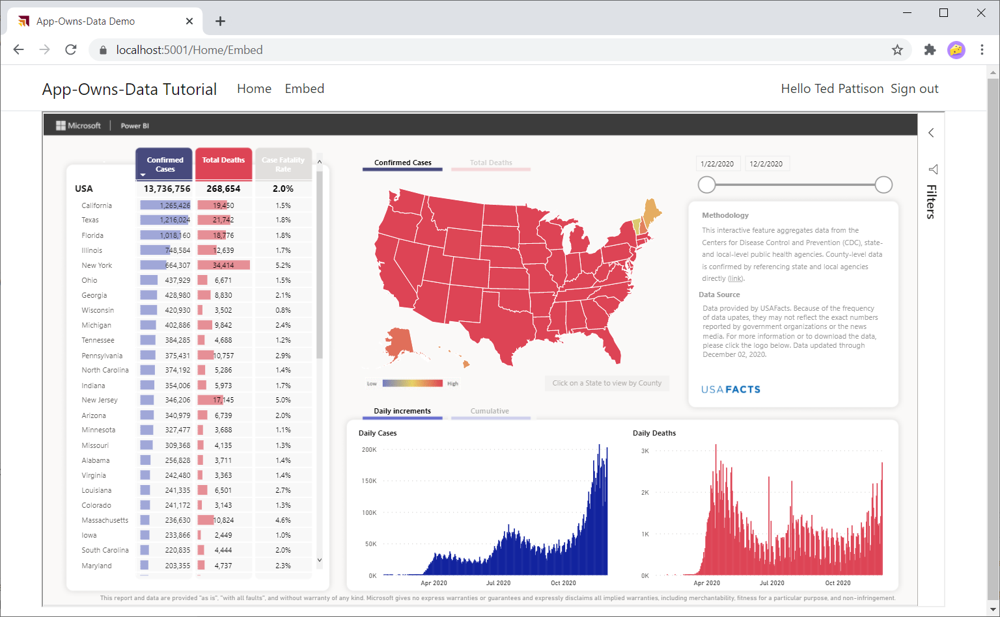 App-Owns-Data Demo
localhost:5001/Home/Embed
App-Owns-Data Tutorial Home Embed Hello Ted Pattison Sign out
Microsoft Power BI
Confirmed Cases Total Deaths Case Fatality Rate
USA 13,736,756 268,654 2.0%
California 1,265,426 19,450 1.5%
Texas 1,216,024 21,742 1.8%
Florida 1,018,160 18,776 1.8%
Illinois 748,584 12,639 1.7%
New York 664,307 34,414 5.2%
Ohio 437,929 6,671 1.5%
Georgia 428,980 8,830 2.1%
Wisconsin 420,930 3,502 0.8%
Michigan 402,886 9,842 2.4%
Tennessee 384,285 4,688 1.2%
Pennsylvania 375,431 10,757 2.9%
North Carolina 374,192 5,286 1.4%
Indiana 354,006 5,973 1.7%
New Jersey 346,206 17,145 5.0%
Arizona 340,979 6,739 2.0%
Minnesota 327,477 3,688 1.1%
Missouri 309,368 4,135 1.3%
Alabama 256,828 3,711 1.4%
Virginia 242,480 3,363 1.4%
Louisiana 241,335 6,501 2.7%
Colorado 241,172 3,143 1.3%
Massachusetts 236,630 10,824 4.6%
Iowa 233,866 2,449 1.0%
South Carolina 220,835 4,444 2.0%
Maryland 203,355 4,737 2.3%
Confirmed Cases Total Deaths
Low High
Click on a State to view by County
1/22/2020 12/2/2020
Methodology
This interactive feature aggregates data from the
Centers for Disease Control and Prevention (CDC), state-
and local-level public health agencies. County-level data
is confirmed by referencing state and local agencies
directly (link).
Data Source
Data provided by USAFacts. Because of the frequency
of data upates, they may not reflect the exact numbers
reported by government organizations or the news
media. For more information or to download the data,
please click the logo below. Data updated through
December 02, 2020.
USAFACTS
Filters
Daily increments Cumulative
Daily Cases
200K
150K
100K
50K
0K
Apr 2020 Jul 2020 Oct 2020
Daily Deaths
3K
2K
1K
0K
Apr 2020 Jul 2020 Oct 2020
This report and data are provided "as is", "with all faults", and without warranty of any kind. Microsoft gives no express warranties or guarantees and expressly disclaims all implied warranties, including merchantability, fitness for a particular purpose, and non-infringement.